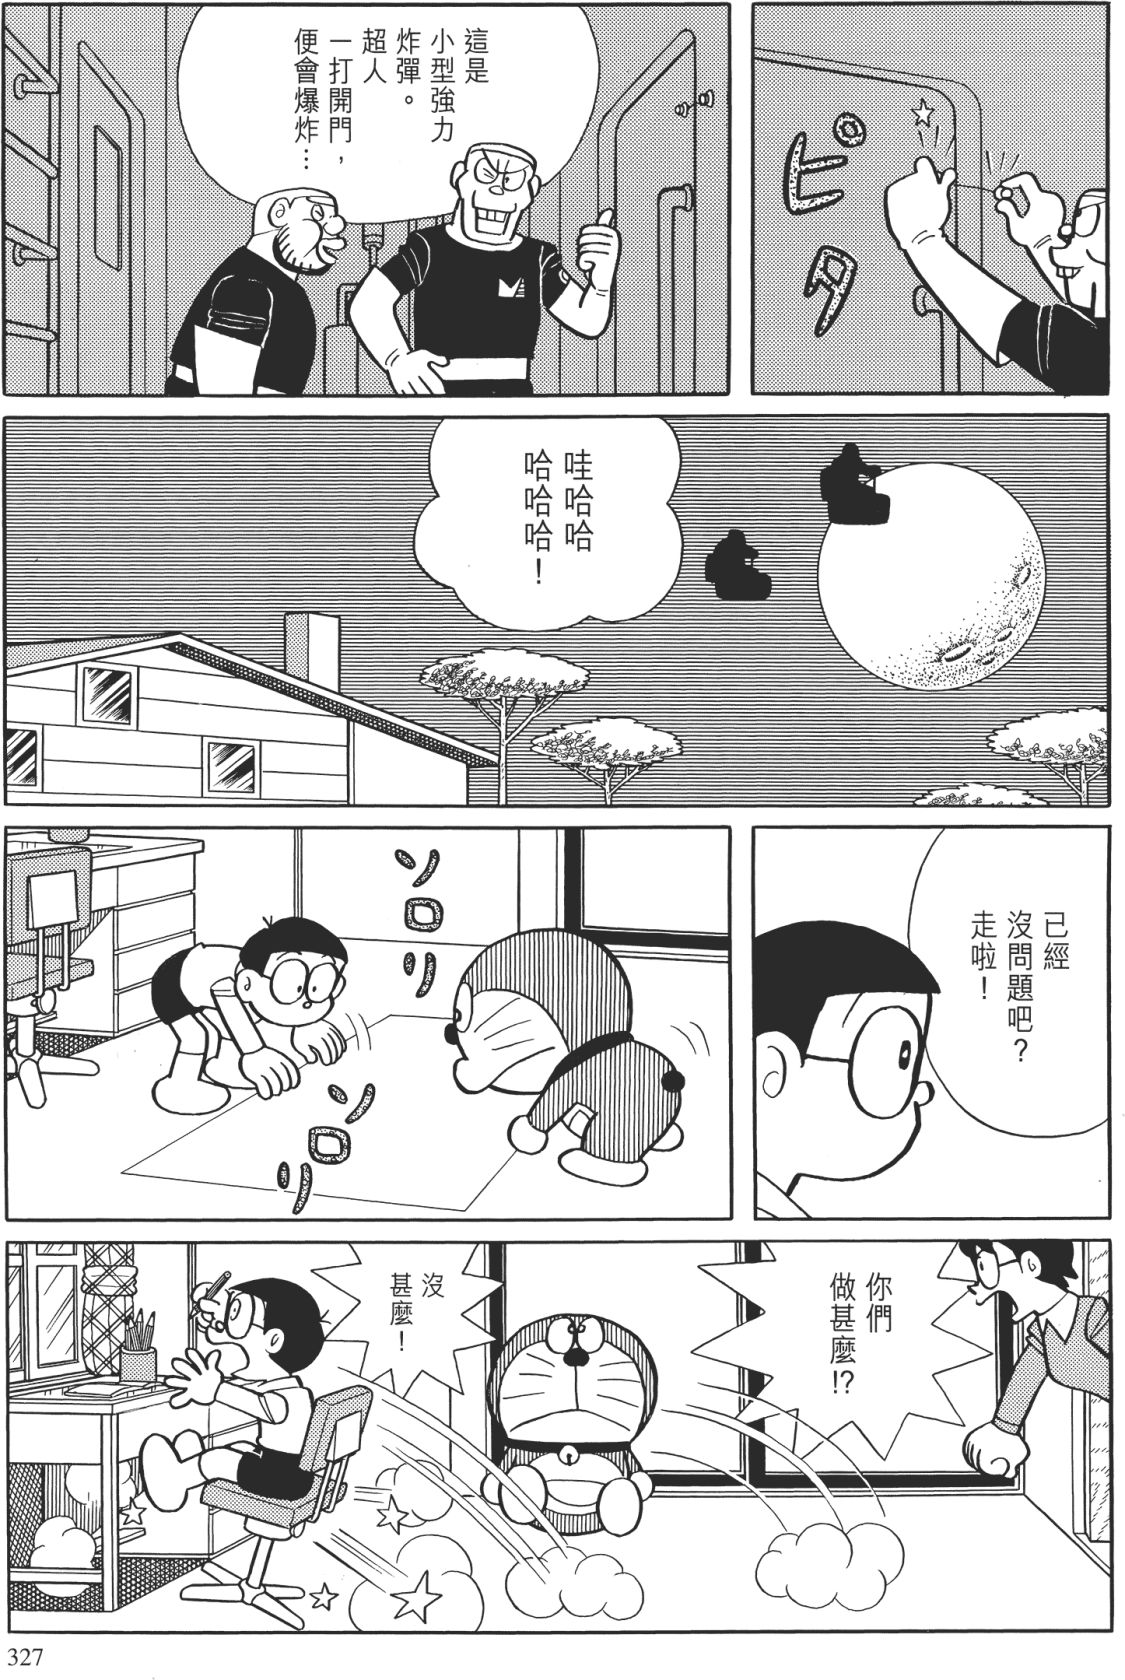 ピタ
這是
小型強力
炸彈。
超人
一打開門，
便會爆炸…
哇哈哈
哈哈哈！
已經
沒問題吧？
走啦！
ソロリ
ソロリ
你們
做甚麼!?
沒
甚麼！
327